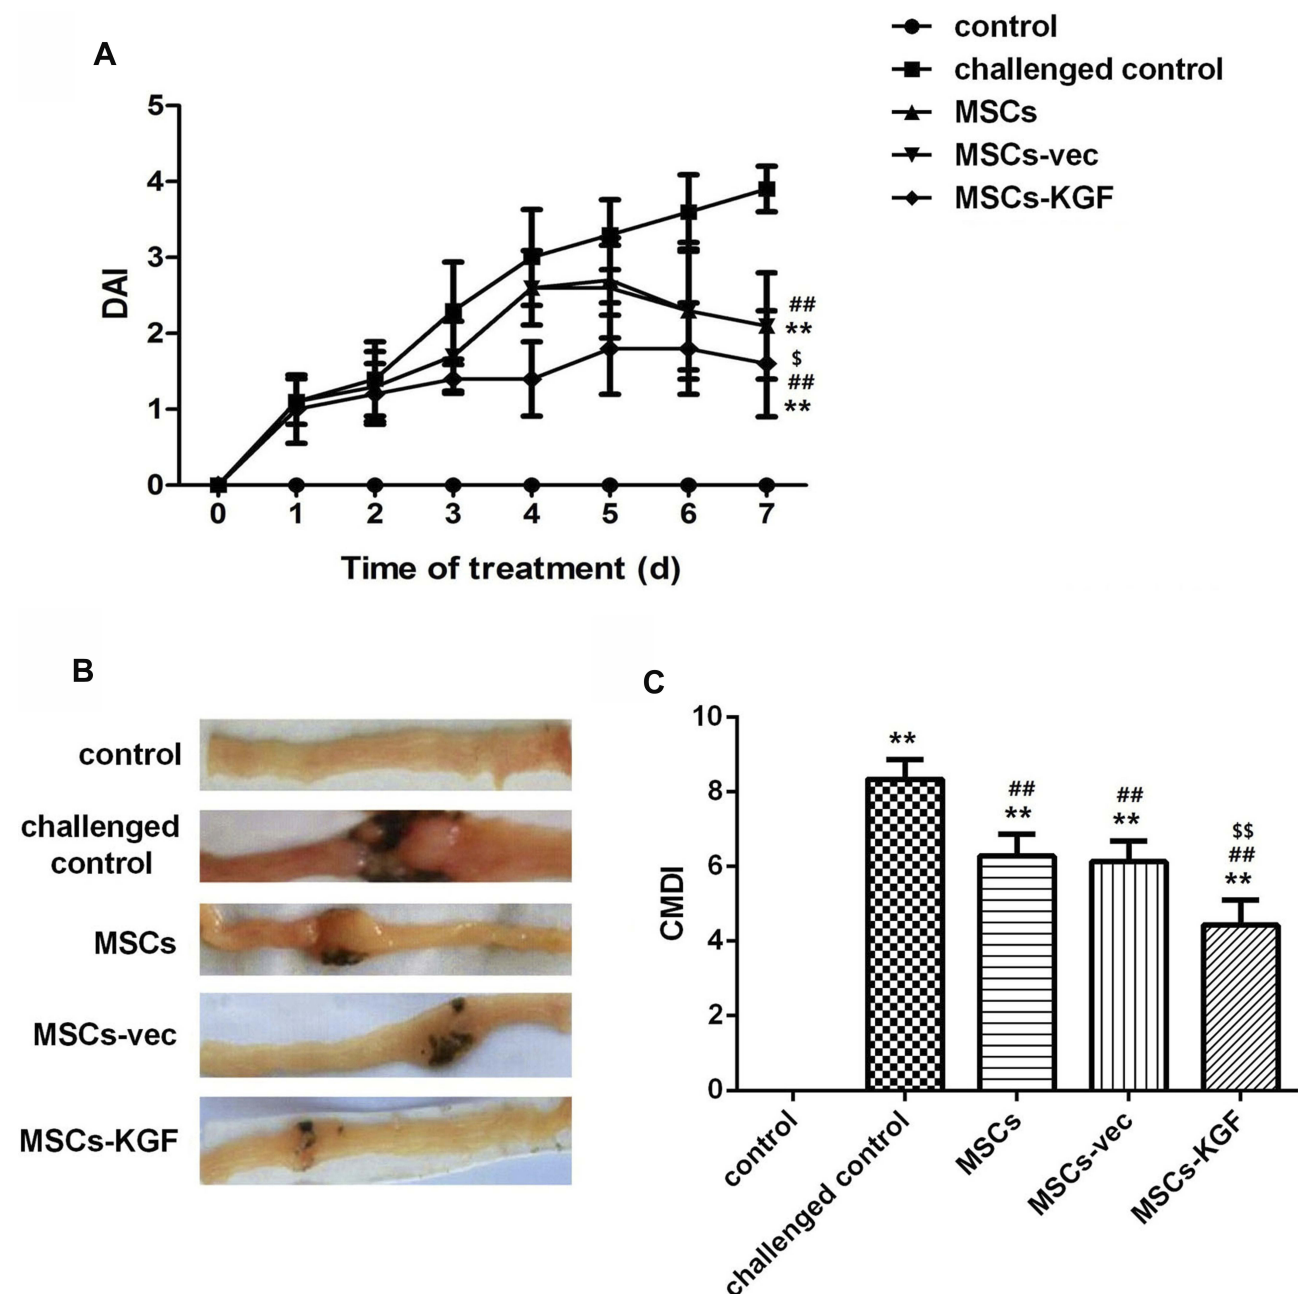 A
control
challenged control
MSCs
MSCs-vec
MSCs-KGF
5
4
3
2
1
0
DAI
##
**
$
##
**
0 1 2 3 4 5 6 7
Time of treatment (d)
B
control
challenged
control
MSCs
MSCs-vec
MSCs-KGF
C
10
8
6
4
2
0
CMDI
**
##
**
##
**
$$
##
**
control
challenged control
MSCs
MSCs-vec
MSCs-KGF